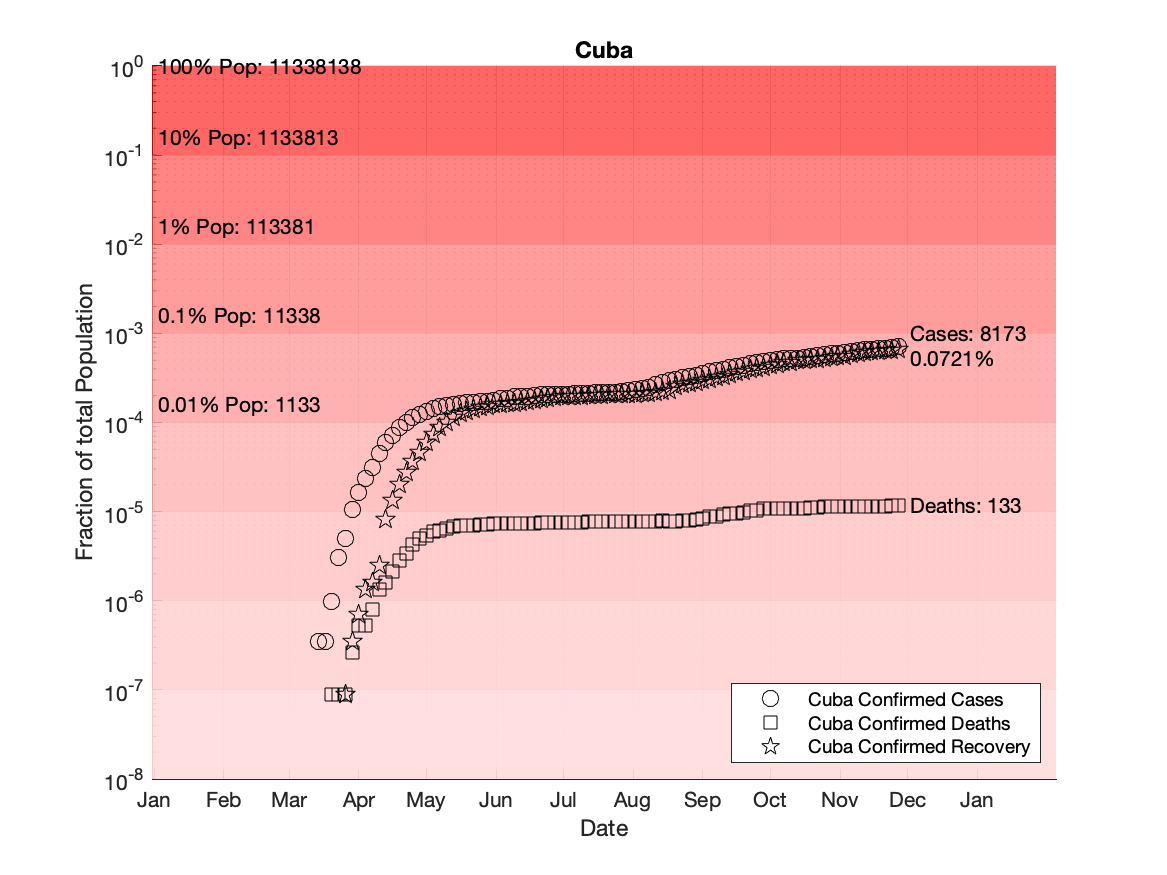 Cuba
10^0
100% Pop: 11338138
10% Pop: 1133813
10^-1
1% Pop: 113381
10^-2
0.1% Pop: 11338
10^-3
Cases: 8173
0.0721%
0.01% Pop: 1133
10^-4
10^-5
Deaths: 133
10^-6
10^-7
10^-8
Fraction of total Population
Cuba Confirmed Cases
Cuba Confirmed Deaths
Cuba Confirmed Recovery
Jan Feb Mar Apr May Jun Jul Aug Sep Oct Nov Dec Jan
Date